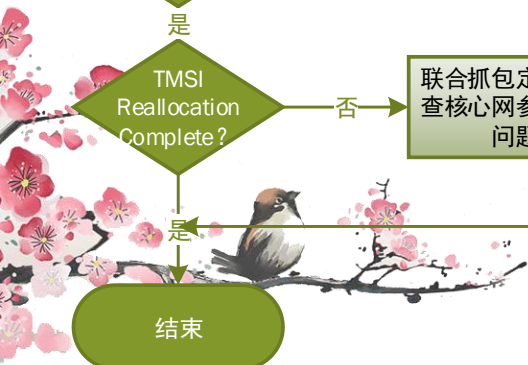 是
TMSI
Reallocation
Complete？
否
联合抓包定
查核心网参
问题
是
结束